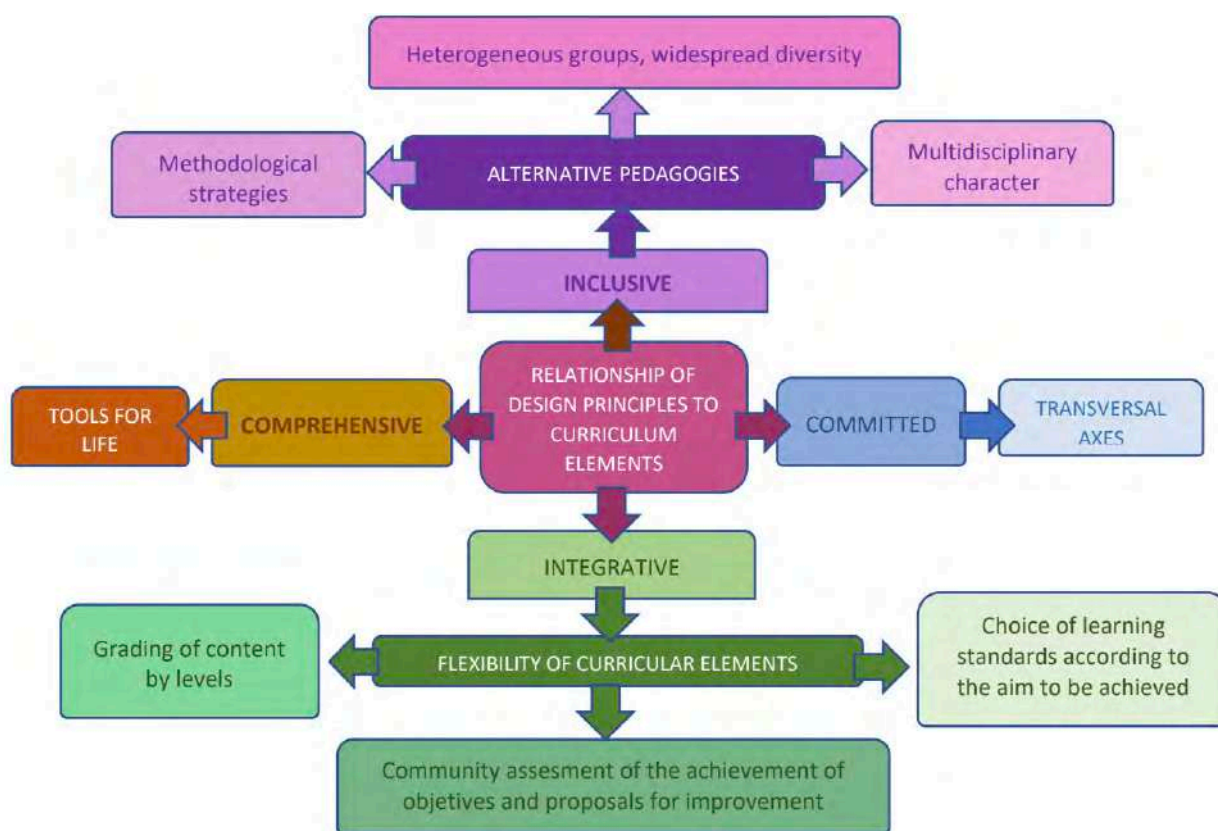 Heterogeneous groups, widespread diversity
Methodological
strategies
ALTERNATIVE PEDAGOGIES
Multidisciplinary
character
INCLUSIVE
TOOLS FOR
LIFE
COMPREHENSIVE
RELATIONSHIP OF
DESIGN PRINCIPLES TO
CURRICULUM
ELEMENTS
COMMITTED
TRANSVERSAL
AXES
INTEGRATIVE
Grading of content
by levels
FLEXIBILITY OF CURRICULAR ELEMENTS
Choice of learning
standards according to
the aim to be achieved
Community assesment of the achievement of
objetives and proposals for improvement